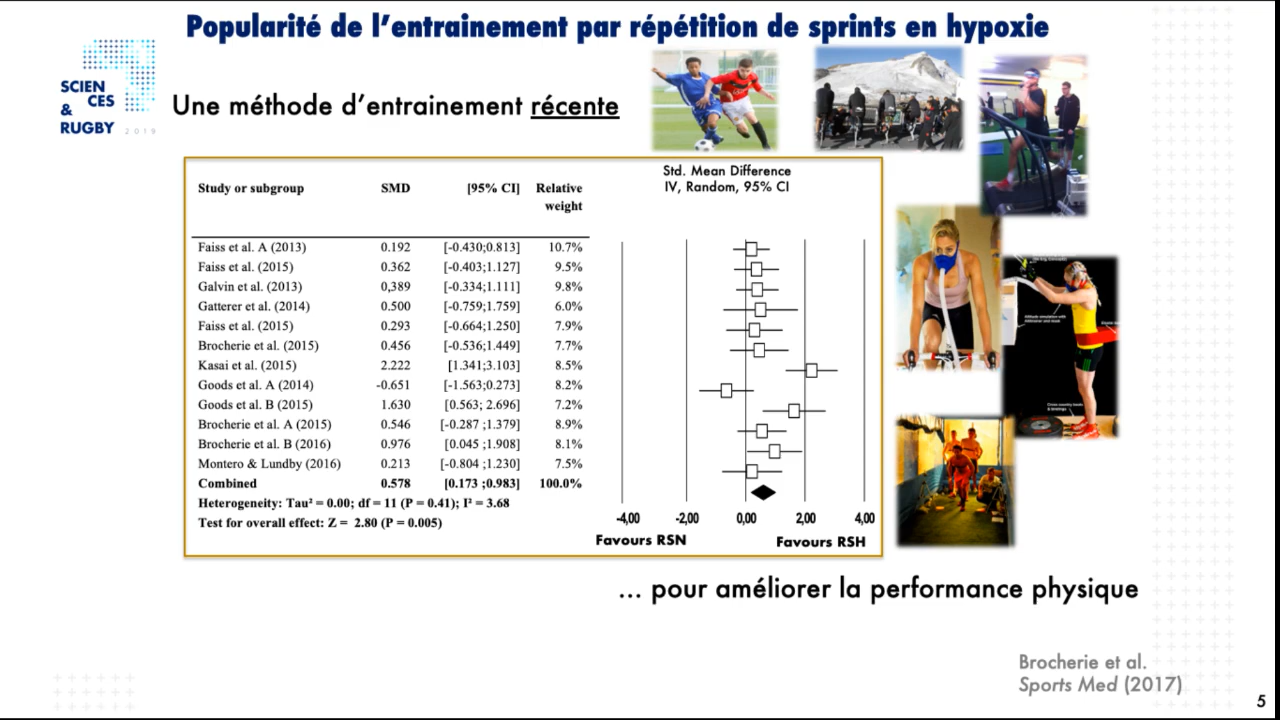 Popularité de l’entrainement par répétition de sprints en hypoxie
SCIEN
CES
&
RUGBY 2019
Une méthode d’entrainement récente
Study or subgroup SMD [95% CI] Relative
weight
Faiss et al. A (2013) 0.192 [-0.430;0.813] 10.7%
Faiss et al. (2015) 0.362 [-0.403;1.127] 9.5%
Galvin et al. (2013) 0,389 [-0.334;1.111] 9.8%
Gatterer et al. (2014) 0.500 [-0.759;1.759] 6.0%
Faiss et al. (2015) 0.293 [-0.664;1.250] 7.9%
Brocherie et al. (2015) 0.456 [-0.536;1.449] 7.7%
Kasai et al. (2015) 2.222 [1.341;3.103] 8.5%
Goods et al. A (2014) -0.651 [-1.563;0.273] 8.2%
Goods et al. B (2015) 1.630 [0.563; 2.696] 7.2%
Brocherie et al. A (2015) 0.546 [-0.287 ;1.379] 8.9%
Brocherie et al. B (2016) 0.976 [0.045 ;1.908] 8.1%
Montero & Lundby (2016) 0.213 [-0.804 ;1.230] 7.5%
Combined 0.578 [0.173 ;0.983] 100.0%
Heterogeneity: Tau² = 0.00; df = 11 (P = 0.41); I² = 3.68
Test for overall effect: Z = 2.80 (P = 0.005)
Std. Mean Difference
IV, Random, 95% CI
-4,00 -2,00 0,00 2,00 4,00
Favours RSN Favours RSH
... pour améliorer la performance physique
Brocherie et al.
Sports Med (2017)
5